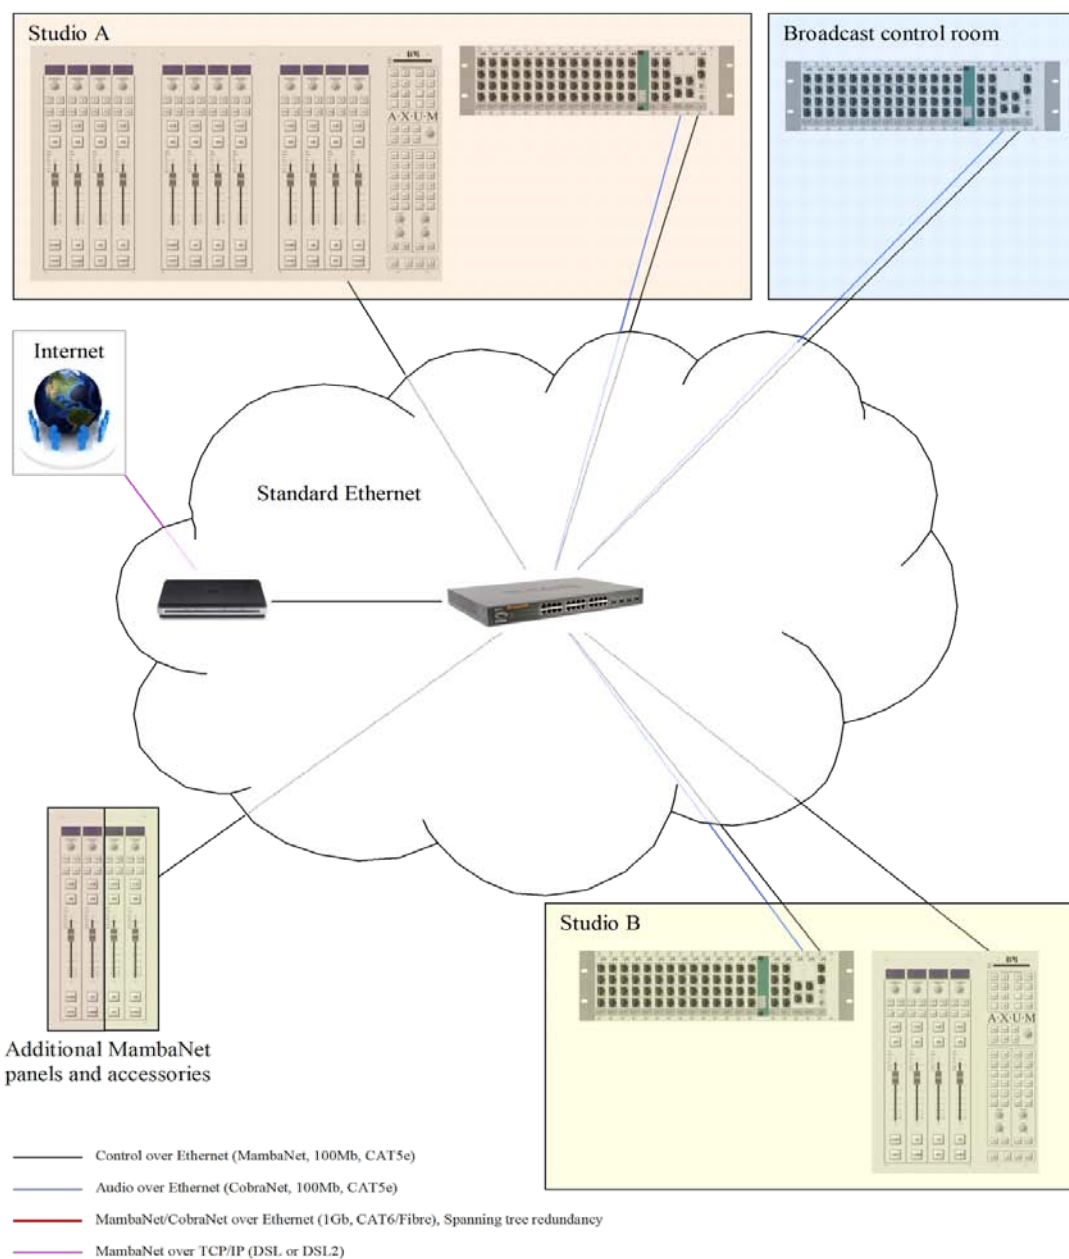 Studio A
Broadcast control room
A·X·U·M
Internet
Standard Ethernet
Studio B
A·X·U·M
Additional MambaNet
panels and accessories
Control over Ethernet (MambaNet, 100Mb, CAT5e)
Audio over Ethernet (CobraNet, 100Mb, CAT5e)
MambaNet/CobraNet over Ethernet (1Gb, CAT6/Fibre), Spanning tree redundancy
MambaNet over TCP/IP (DSL or DSL2)